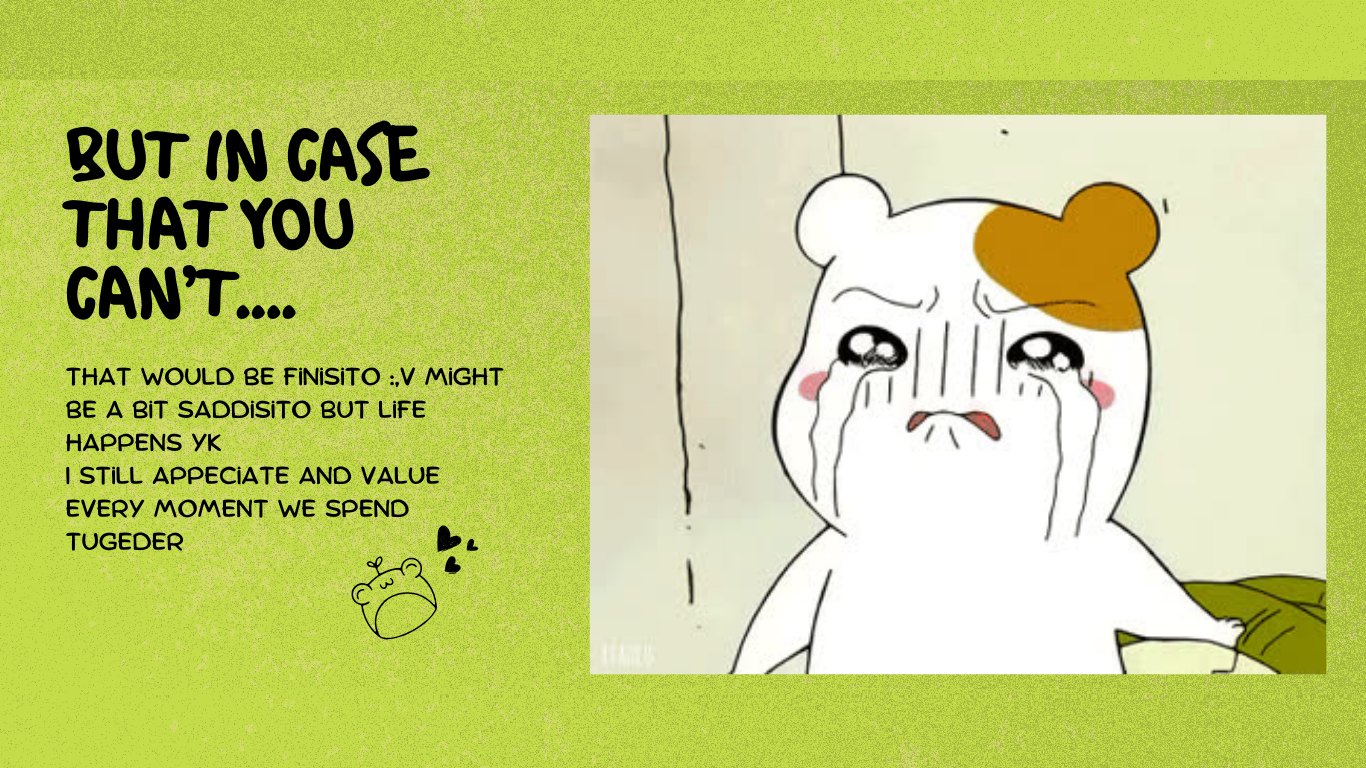 BUT IN CASE
THAT YOU
CAN'T....
THAT WOULD BE FINISITO :,V MIGHT
BE A BIT SADDISITO BUT LIFE
HAPPENS YK
I STILL APPECIATE AND VALUE
EVERY MOMENT WE SPEND
TUGEDER